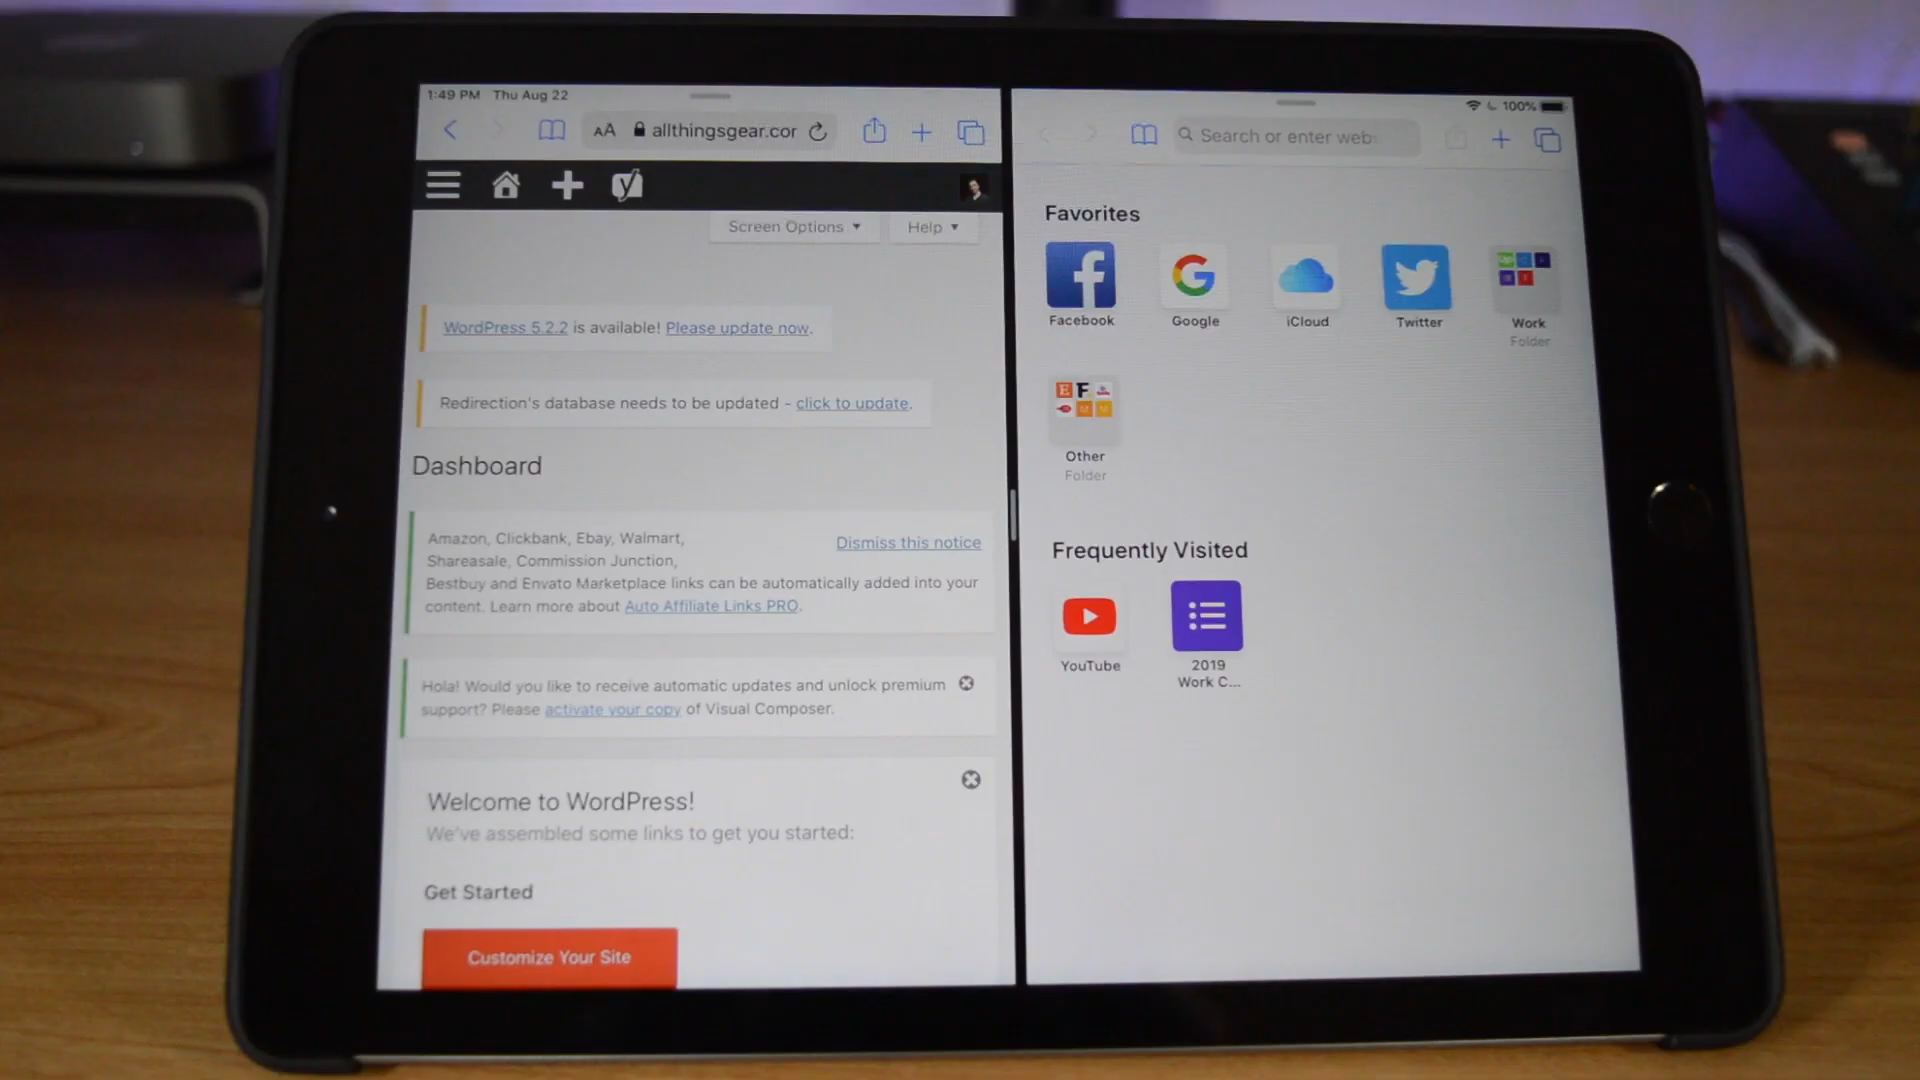 1:49 PM Thu Aug 22
AA allthingsgear.cor
Screen Options ▼ Help ▼
WordPress 5.2.2 is available! Please update now.
Redirection's database needs to be updated - click to update.
Dashboard
Amazon, Clickbank, Ebay, Walmart,
Shareasale, Commission Junction,
Bestbuy and Envato Marketplace links can be automatically added into your
content. Learn more about Auto Affiliate Links PRO.
Dismiss this notice
Hola! Would you like to receive automatic updates and unlock premium
support? Please activate your copy of Visual Composer.
Welcome to WordPress!
We've assembled some links to get you started:
Get Started
Customize Your Site
100%
Search or enter webs
Favorites
Facebook
Google
iCloud
Twitter
Work
Folder
Other
Folder
Frequently Visited
YouTube
2019
Work C...